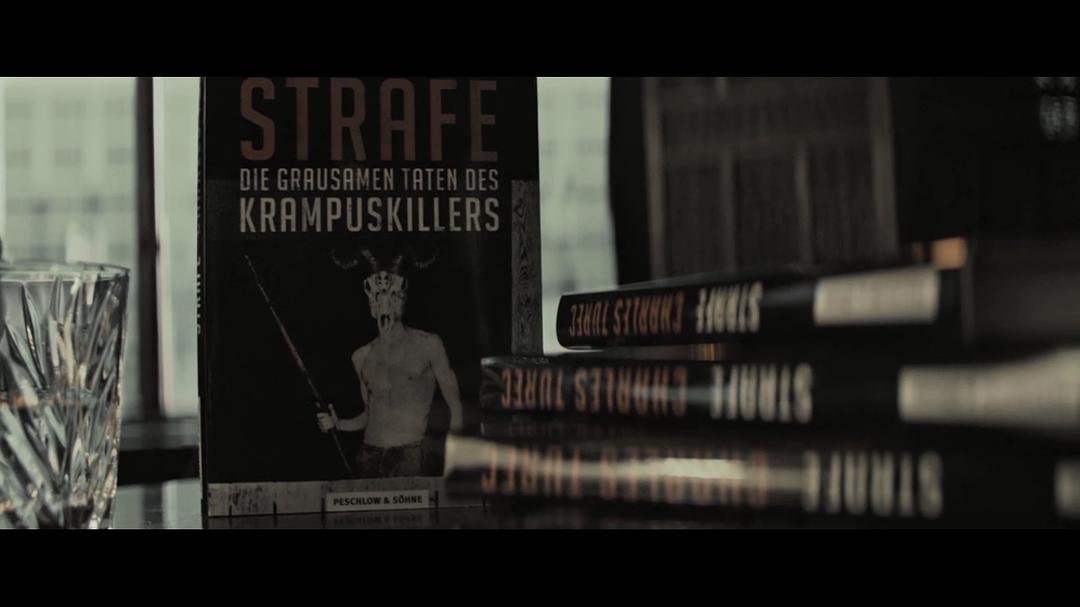 STRAFE
DIE GRAUSAMEN TATEN DES
KRAMPUSKILLERS
PESCHLOW & SÖHNE
STRAFE CHARLES TUREC
STRAFE CHARLES TUREC
STRAFE CHARLES TUREC